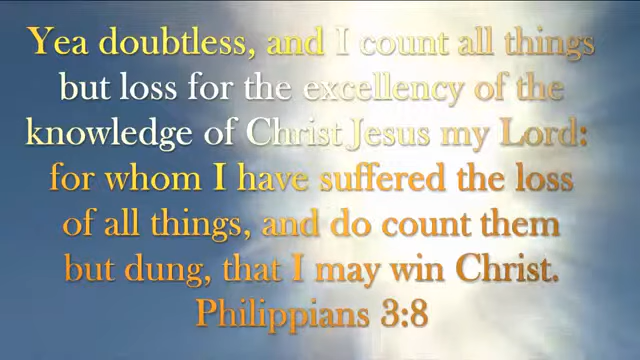 Yea doubtless, and I count all things
but loss for the excellency of the
knowledge of Christ Jesus my Lord:
for whom I have suffered the loss
of all things, and do count them
but dung, that I may win Christ.
Philippians 3:8